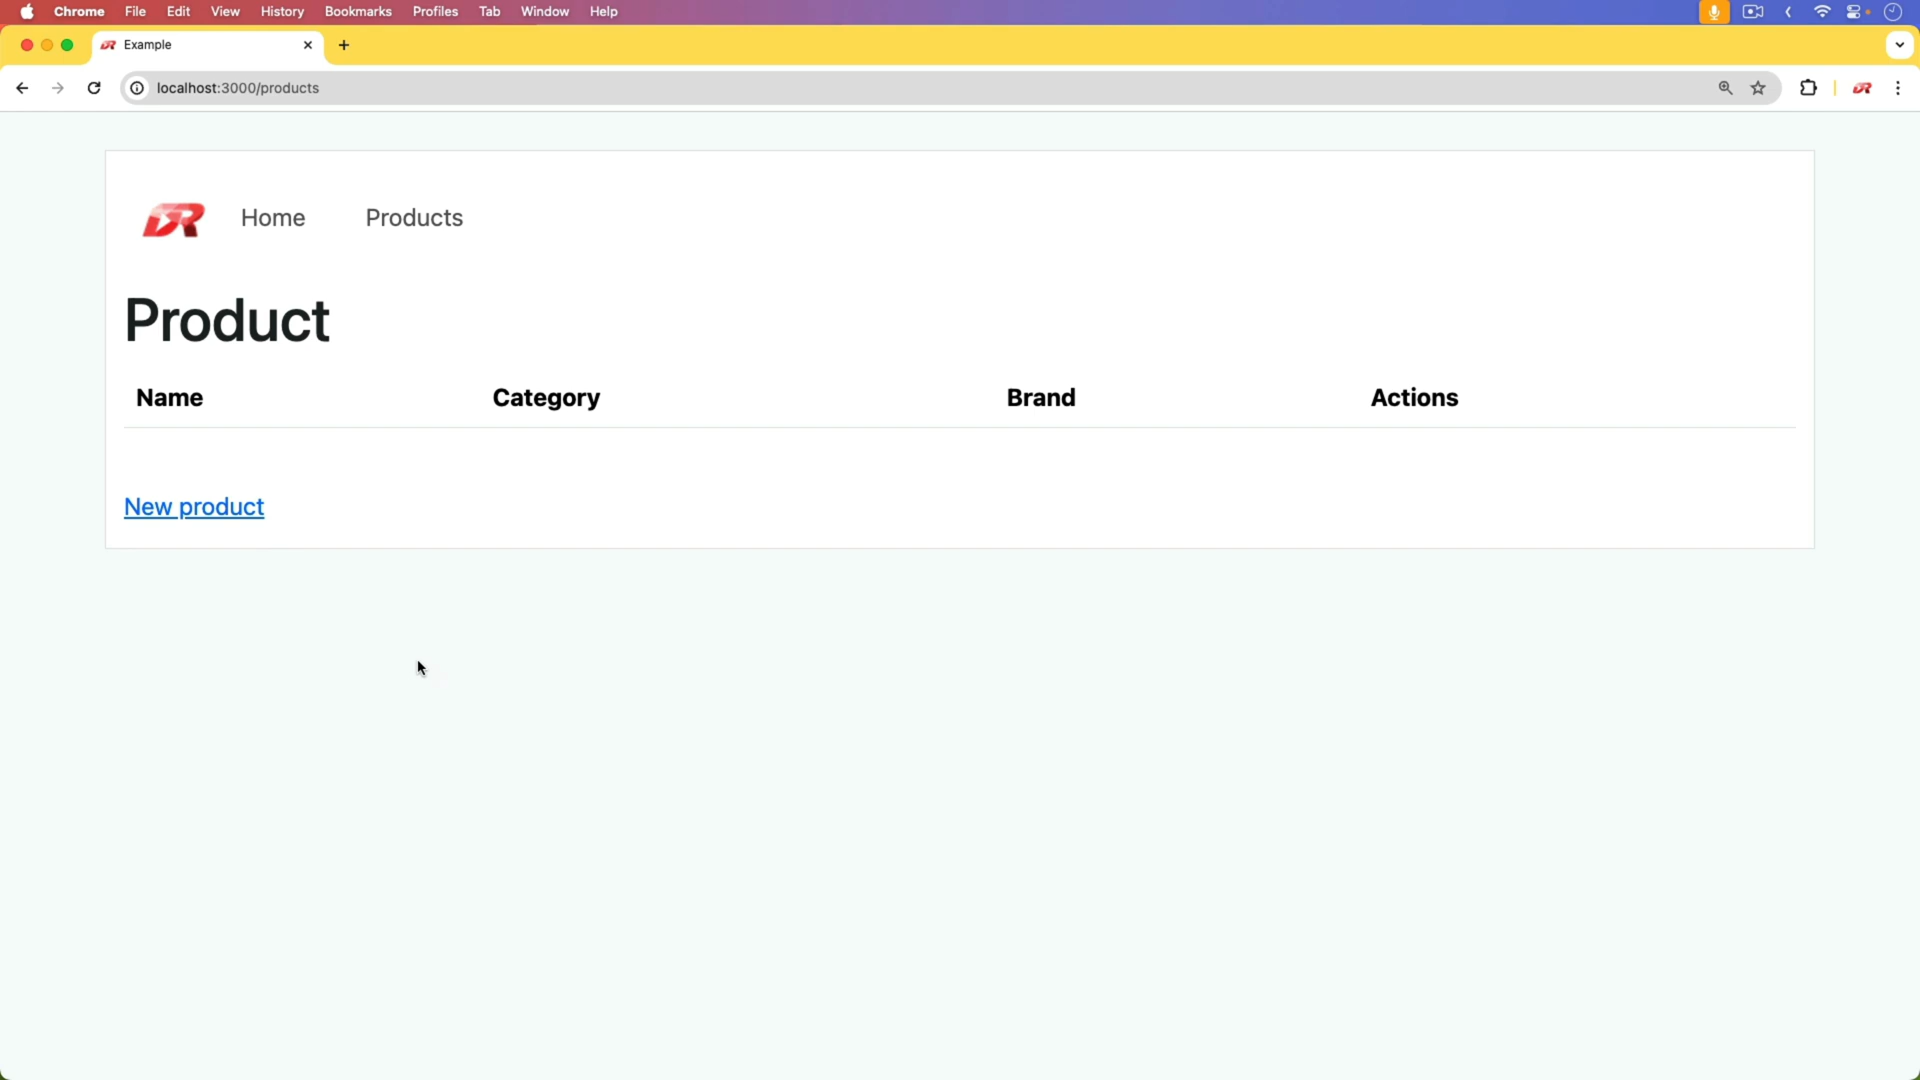 Chrome File Edit View History Bookmarks Profiles Tab Window Help
Example
localhost:3000/products
DR Home Products
Product
Name Category Brand Actions
New product